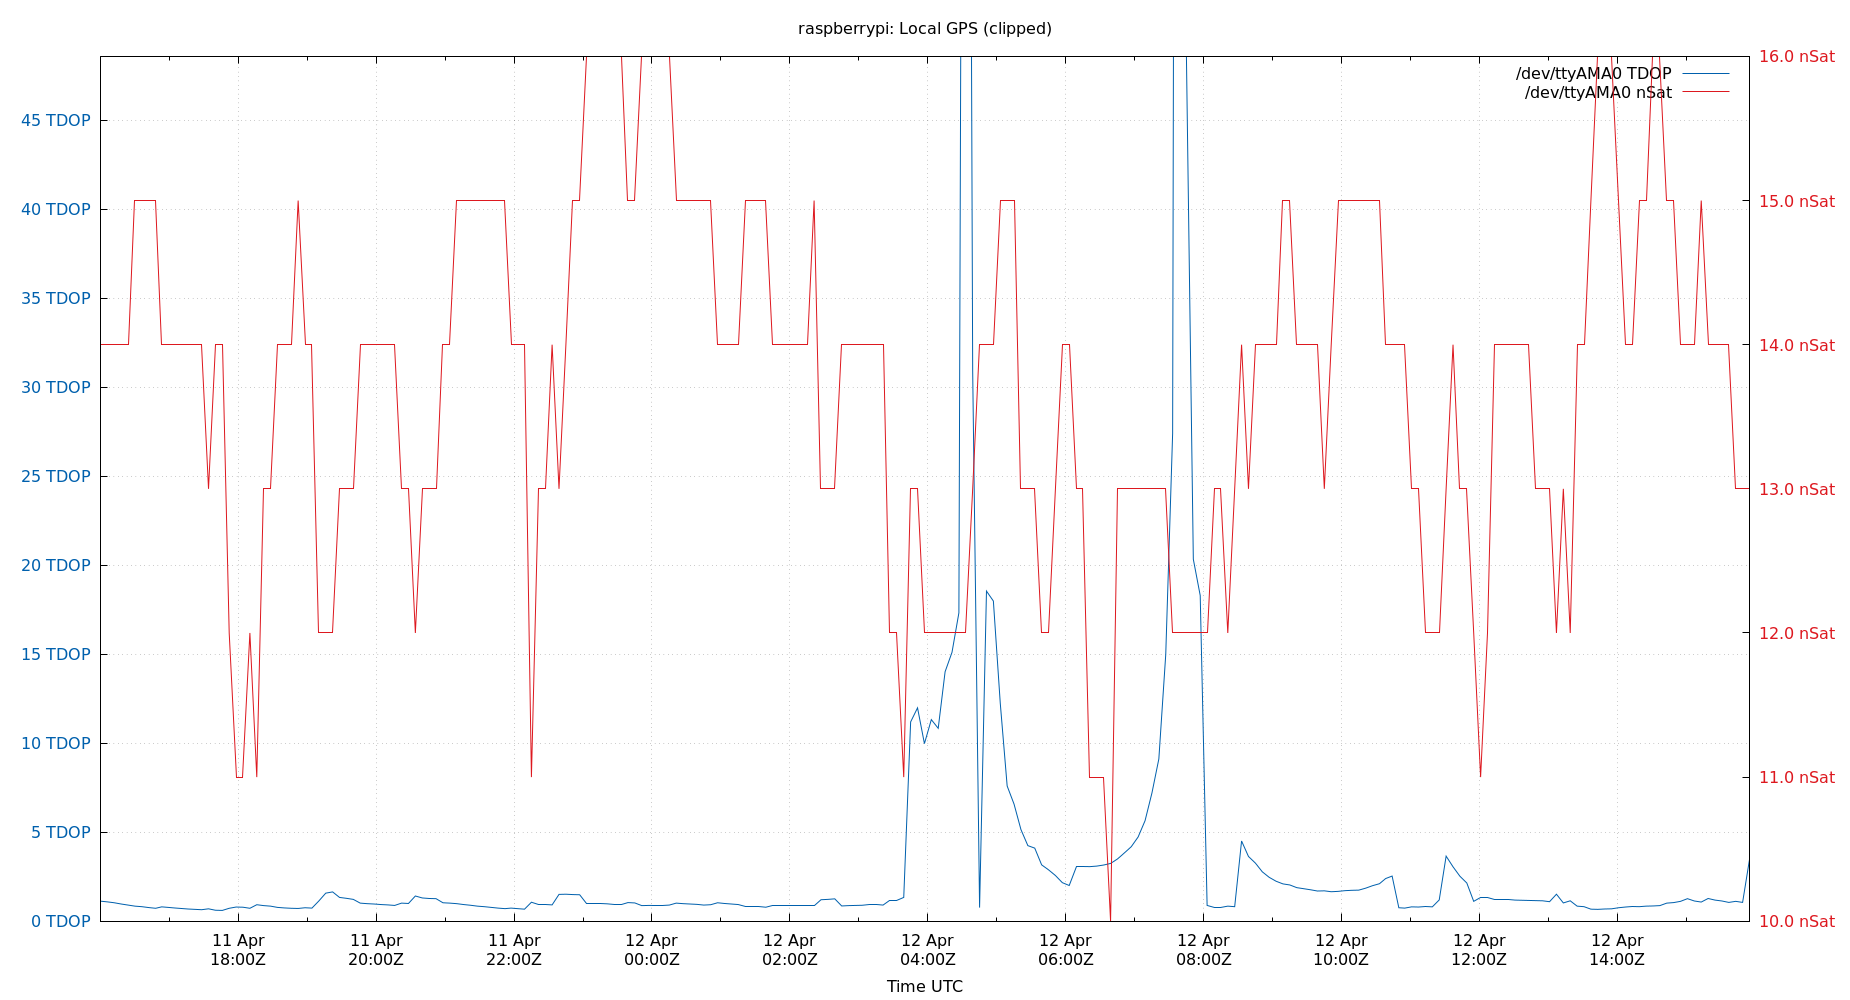 raspberrypi: Local GPS (clipped)
/dev/ttyAMA0 TDOP
/dev/ttyAMA0 nSat
45 TDOP
40 TDOP
35 TDOP
30 TDOP
25 TDOP
20 TDOP
15 TDOP
10 TDOP
5 TDOP
0 TDOP
16.0 nSat
15.0 nSat
14.0 nSat
13.0 nSat
12.0 nSat
11.0 nSat
10.0 nSat
11 Apr
18:00Z
11 Apr
20:00Z
11 Apr
22:00Z
12 Apr
00:00Z
12 Apr
02:00Z
12 Apr
04:00Z
12 Apr
06:00Z
12 Apr
08:00Z
12 Apr
10:00Z
12 Apr
12:00Z
12 Apr
14:00Z
Time UTC